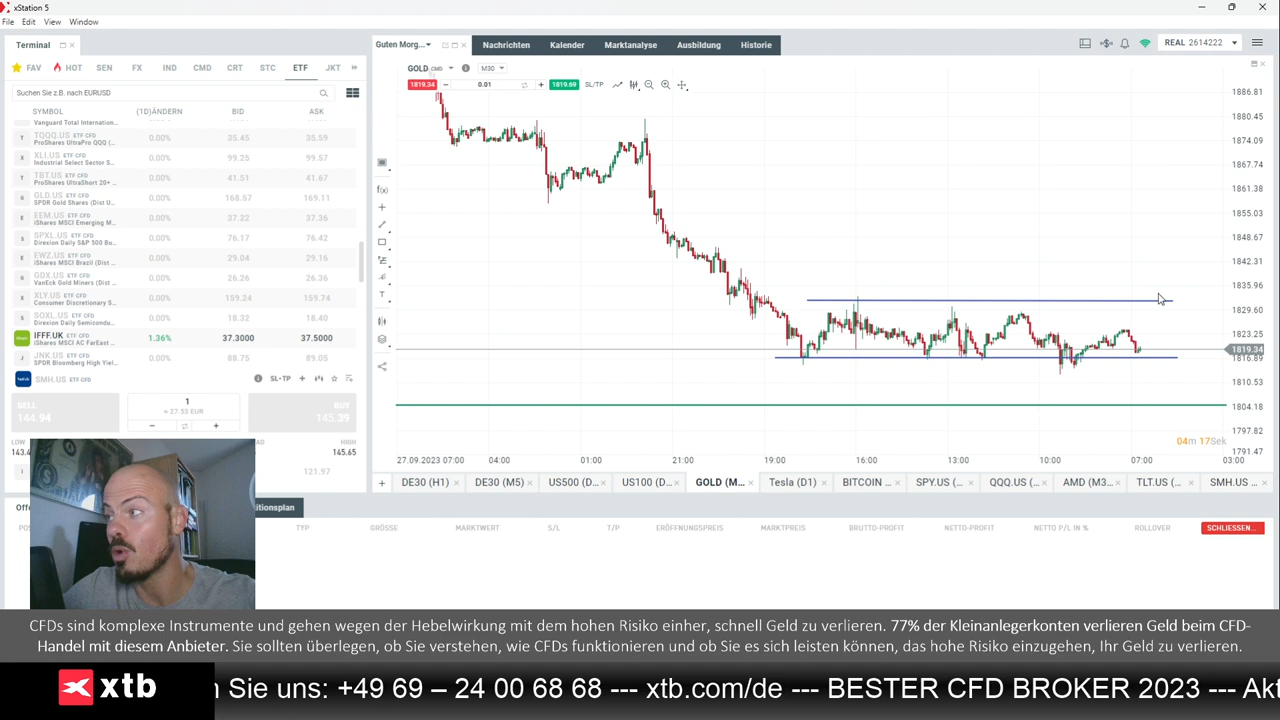 xStation 5
File Edit View Window
Terminal
Guten Morg...
Nachrichten Kalender Marktanalyse Ausbildung Historie
REAL 2614222
FAV HOT SEN FX IND CMD CRT STC ETF JKT
GOLD CMD M30
1819.34 0.01 1819.69 SL/TP
Suchen Sie z.B. nach EURUSD
SYMBOL (1D)ÄNDERN BID ASK
Vanguard Total Internation...
T TQQQ.US ETF CFD 0.00% 35.45 35.59
ProShares UltraPro QQQ (...
X XLI.US ETF CFD 0.00% 99.25 99.57
Industrial Select Sector S...
T TBT.US ETF CFD 0.00% 41.51 41.67
ProShares UltraShort 20+ ...
G GLD.US ETF CFD 0.00% 168.57 169.11
SPDR Gold Shares (Dist U...
E EEM.US ETF CFD 0.00% 37.22 37.36
iShares MSCI Emerging M...
S SPXL.US ETF CFD 0.00% 76.17 76.42
Direxion Daily S&P 500 Bu...
E EWZ.US ETF CFD 0.00% 29.04 29.16
iShares MSCI Brazil (Dist ...
G GDX.US ETF CFD 0.00% 26.26 26.36
VanEck Gold Miners (Dist ...
X XLY.US ETF CFD 0.00% 159.24 159.74
Consumer Discretionary S...
S SOXL.US ETF CFD 0.00% 18.32 18.40
Direxion Daily Semicondu...
IFFF.UK ETF CFD 1.36% 37.3000 37.5000
iShares MSCI AC FarEast ...
J JNK.US ETF CFD 0.00% 88.75 89.05
SPDR Bloomberg High Yiel...
SMH.US ETF CFD SL+TP
SELL 1 BUY
144.94 ≈ 27.53 EUR 145.39
LOW HIGH
143.4 145.65
121.97
1886.81
1880.45
1874.09
1867.74
1861.38
1855.03
1848.67
1842.31
1835.96
1829.60
1823.25
1819.34
1816.89
1810.53
1804.18
1797.82
1791.47
04m 17Sek
27.09.2023 07:00 04:00 01:00 21:00 19:00 16:00 13:00 10:00 07:00 03:00
DE30 (H1) DE30 (M5) US500 (D... US100 (D... GOLD (M... Tesla (D1) BITCOIN ... SPY.US (... QQQ.US (... AMD (M3... TLT.US (... SMH.US ...
Offe itionsplan
TYP GRÖSSE MARKTWERT S/L T/P ERÖFFNUNGSPREIS MARKTPREIS BRUTTO-PROFIT NETTO-PROFIT NETTO P/L IN % ROLLOVER SCHLIESSEN...
CFDs sind komplexe Instrumente und gehen wegen der Hebelwirkung mit dem hohen Risiko einher, schnell Geld zu verlieren. 77% der Kleinanlegerkonten verlieren Geld beim CFD-
Handel mit diesem Anbieter. Sie sollten überlegen, ob Sie verstehen, wie CFDs funktionieren und ob Sie es sich leisten können, das hohe Risiko einzugehen, Ihr Geld zu verlieren.
xtb
n Sie uns: +49 69 – 24 00 68 68 --- xtb.com/de --- BESTER CFD BROKER 2023 --- Akt